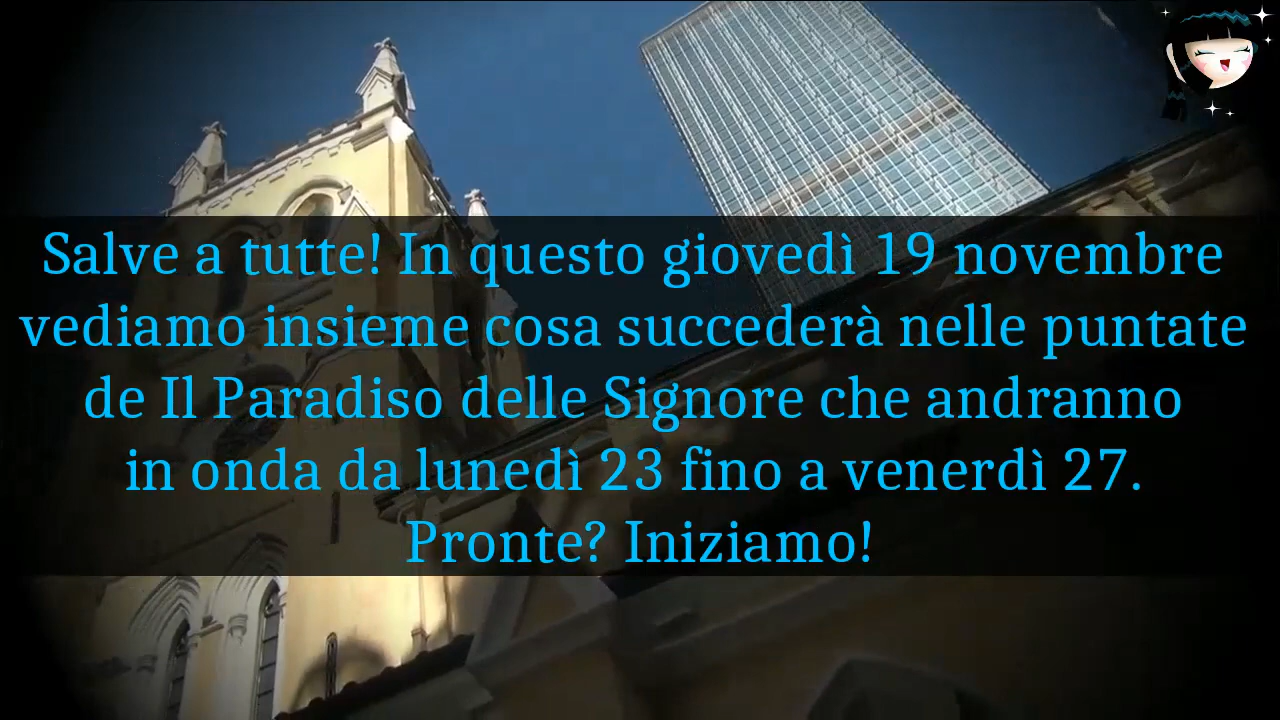 Salve a tutte! In questo giovedì 19 novembre
vediamo insieme cosa succederà nelle puntate
de Il Paradiso delle Signore che andranno
in onda da lunedì 23 fino a venerdì 27.
Pronte? Iniziamo!